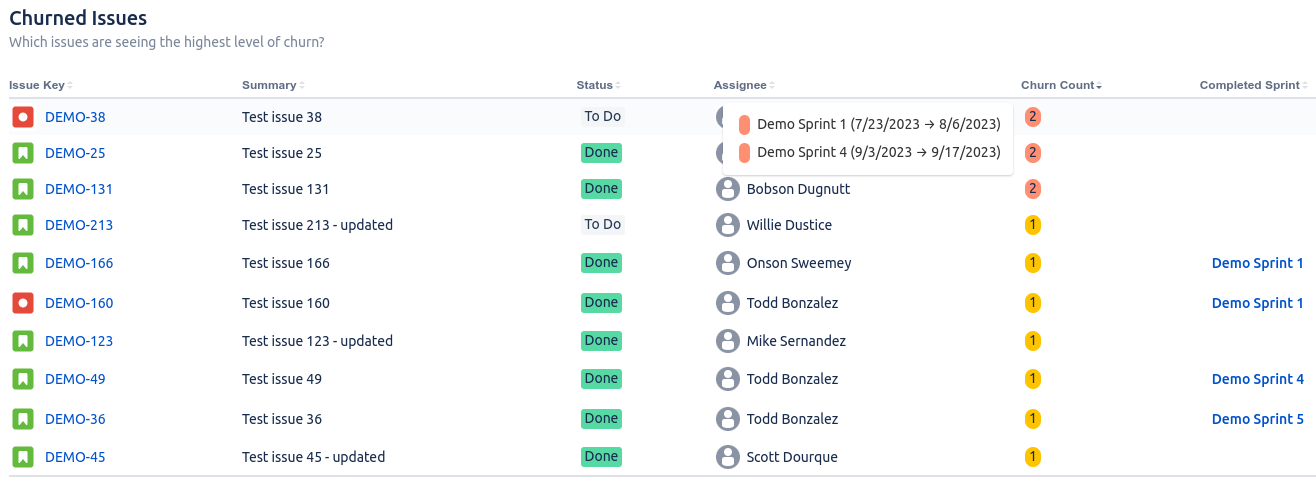 Churned Issues
Which issues are seeing the highest level of churn?
Issue Key Summary Status Assignee Churn Count Completed Sprint
DEMO-38 Test issue 38 To Do 2
Demo Sprint 1 (7/23/2023 → 8/6/2023)
Demo Sprint 4 (9/3/2023 → 9/17/2023)
DEMO-25 Test issue 25 Done 2
DEMO-131 Test issue 131 Done Bobson Dugnutt 2
DEMO-213 Test issue 213 - updated To Do Willie Dustice 1
DEMO-166 Test issue 166 Done Onson Sweemey 1 Demo Sprint 1
DEMO-160 Test issue 160 Done Todd Bonzalez 1 Demo Sprint 1
DEMO-123 Test issue 123 - updated Done Mike Sernandez 1
DEMO-49 Test issue 49 Done Todd Bonzalez 1 Demo Sprint 4
DEMO-36 Test issue 36 Done Todd Bonzalez 1 Demo Sprint 5
DEMO-45 Test issue 45 - updated Done Scott Dourque 1